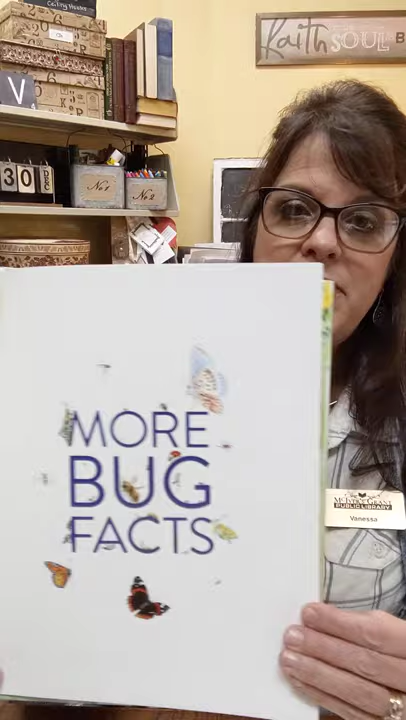 Faith
SOUL
B
V
30
No 1
No 2
MORE
BUG
FACTS
PUBLIC LIBRARY
Vanessa